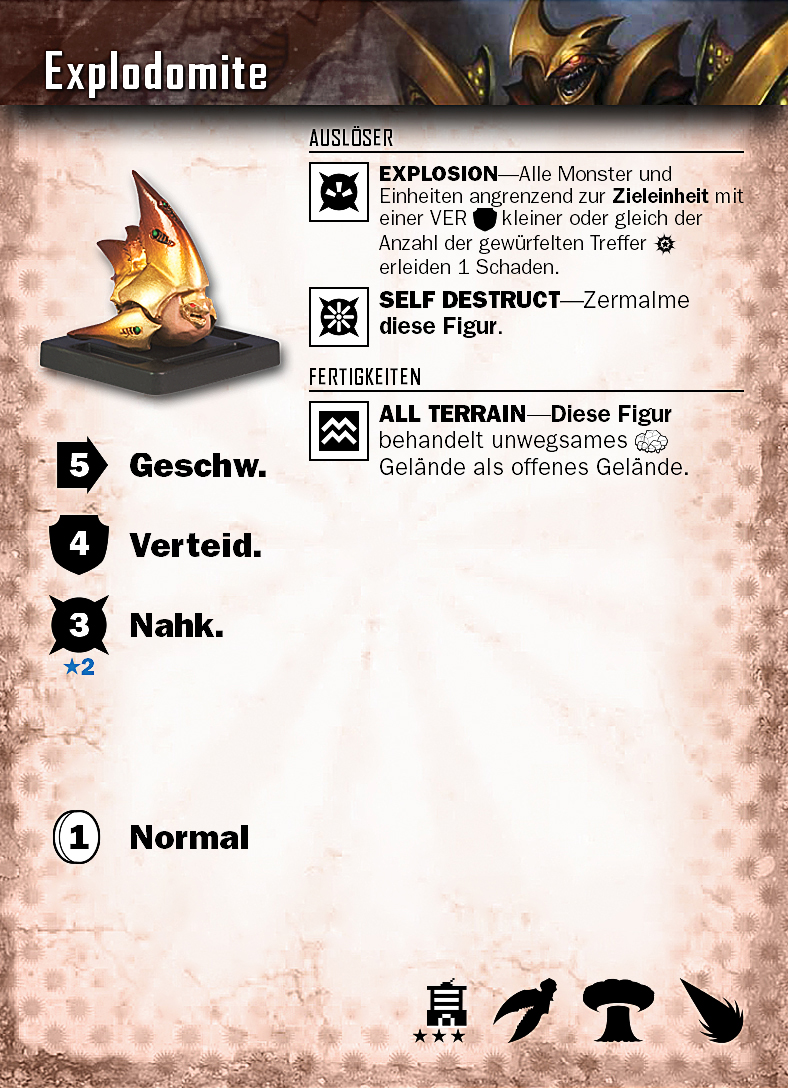 Explodomite
AUSLÖSER
EXPLOSION—Alle Monster und
Einheiten angrenzend zur Zieleinheit mit
einer VER kleiner oder gleich der
Anzahl der gewürfelten Treffer
erleiden 1 Schaden.
SELF DESTRUCT—Zermalme
diese Figur.
FERTIGKEITEN
ALL TERRAIN—Diese Figur
behandelt unwegsames
Gelände als offenes Gelände.
5 Geschw.
4 Verteid.
3 Nahk.
★2
1 Normal
★★★